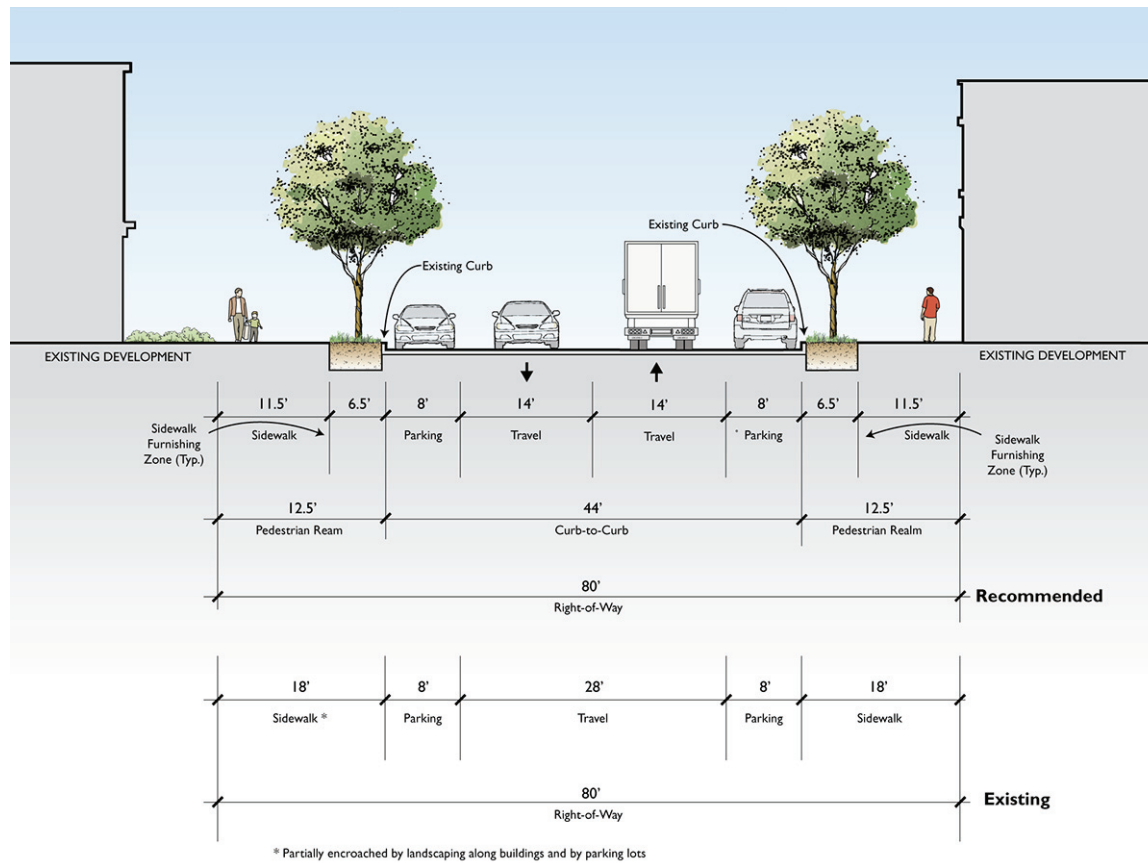 Existing Curb
Existing Curb
EXISTING DEVELOPMENT
EXISTING DEVELOPMENT
11.5'
6.5'
8'
14'
14'
8'
6.5'
11.5'
Sidewalk
Furnishing
Zone (Typ.)
Sidewalk
Parking
Travel
Travel
Parking
Sidewalk
Sidewalk
Furnishing
Zone (Typ.)
12.5'
44'
12.5'
Pedestrian Ream
Curb-to-Curb
Pedestrian Realm
80'
Right-of-Way
Recommended
18'
8'
28'
8'
18'
Sidewalk *
Parking
Travel
Parking
Sidewalk
80'
Right-of-Way
Existing
* Partially encroached by landscaping along buildings and by parking lots